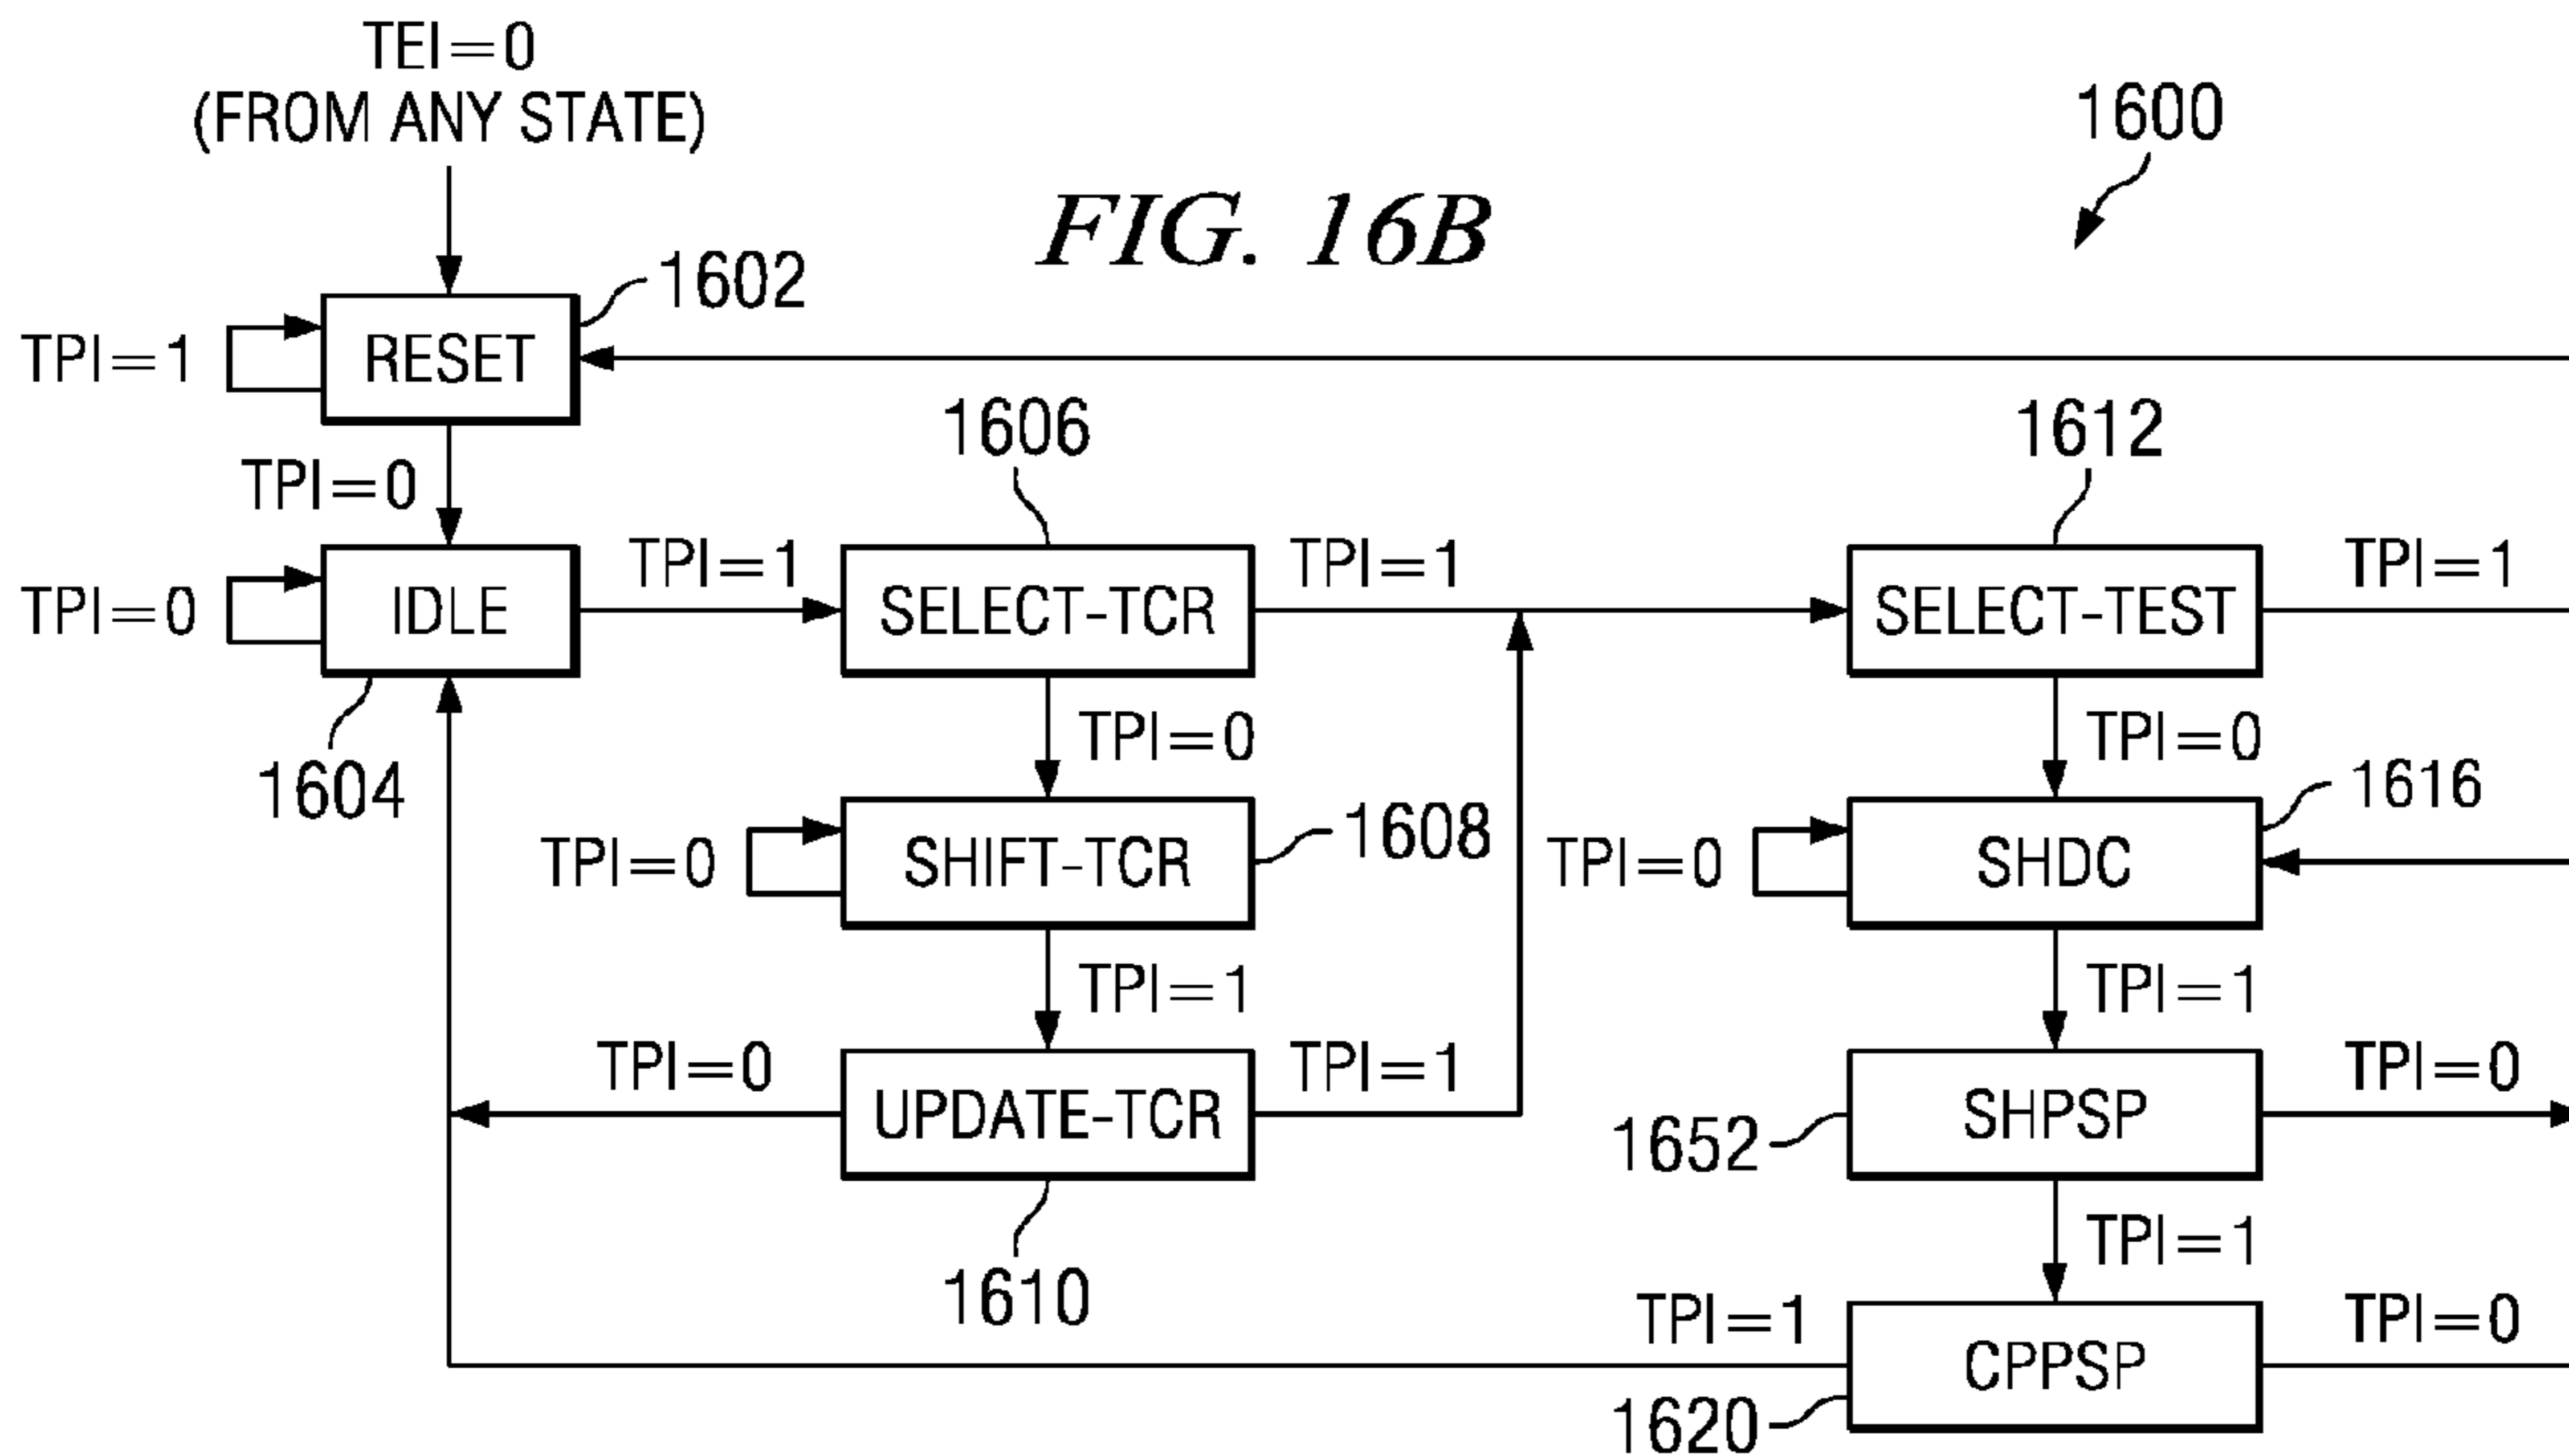 TEI=0
(FROM ANY STATE)
1600
FIG. 16B
1602
TPI=1
RESET
1606
1612
TPI=0
TPI=1
TPI=1
TPI=1
TPI=0
IDLE
SELECT-TCR
SELECT-TEST
TPI=0
TPI=0
1604
1616
1608
TPI=0
SHIFT-TCR
TPI=0
SHDC
TPI=1
TPI=1
TPI=0
TPI=1
TPI=0
UPDATE-TCR
SHPSP
1652
TPI=1
1610
TPI=1
TPI=0
CPPSP
1620